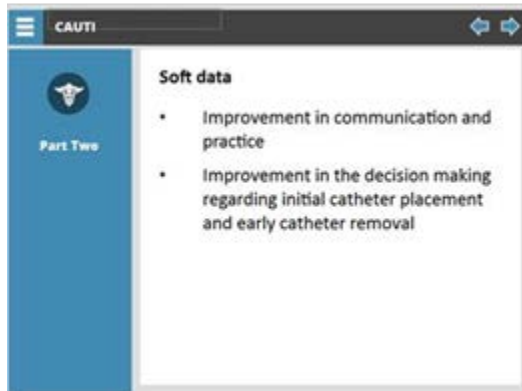 CAUTI
Part Two
Soft data
• Improvement in communication and
practice
• Improvement in the decision making
regarding initial catheter placement
and early catheter removal